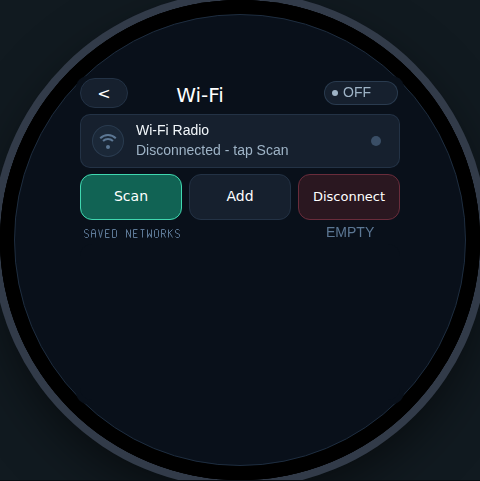 < Wi-Fi OFF
Wi-Fi Radio
Disconnected - tap Scan
Scan Add Disconnect
SAVED NETWORKS EMPTY